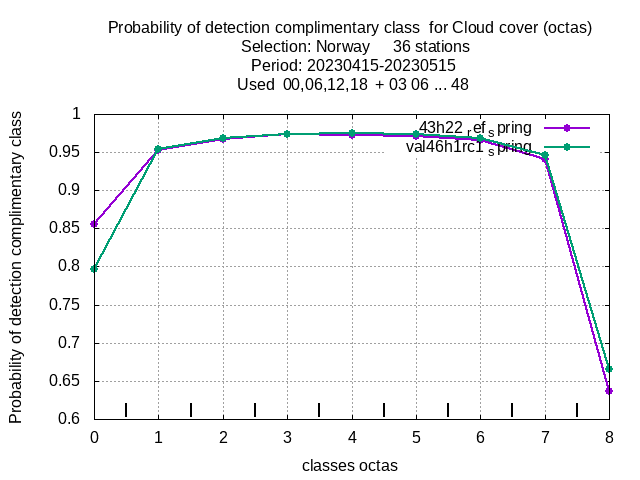 Probability of detection complimentary class  for Cloud cover (octas)
Selection: Norway     36 stations
Period: 20230415-20230515
Used  00,06,12,18  + 03 06 ... 48
Probability of detection complimentary class
1
0.95
0.9
0.85
0.8
0.75
0.7
0.65
0.6
43h22_ref_spring
val46h1rc1_spring
0 1 2 3 4 5 6 7 8
classes octas